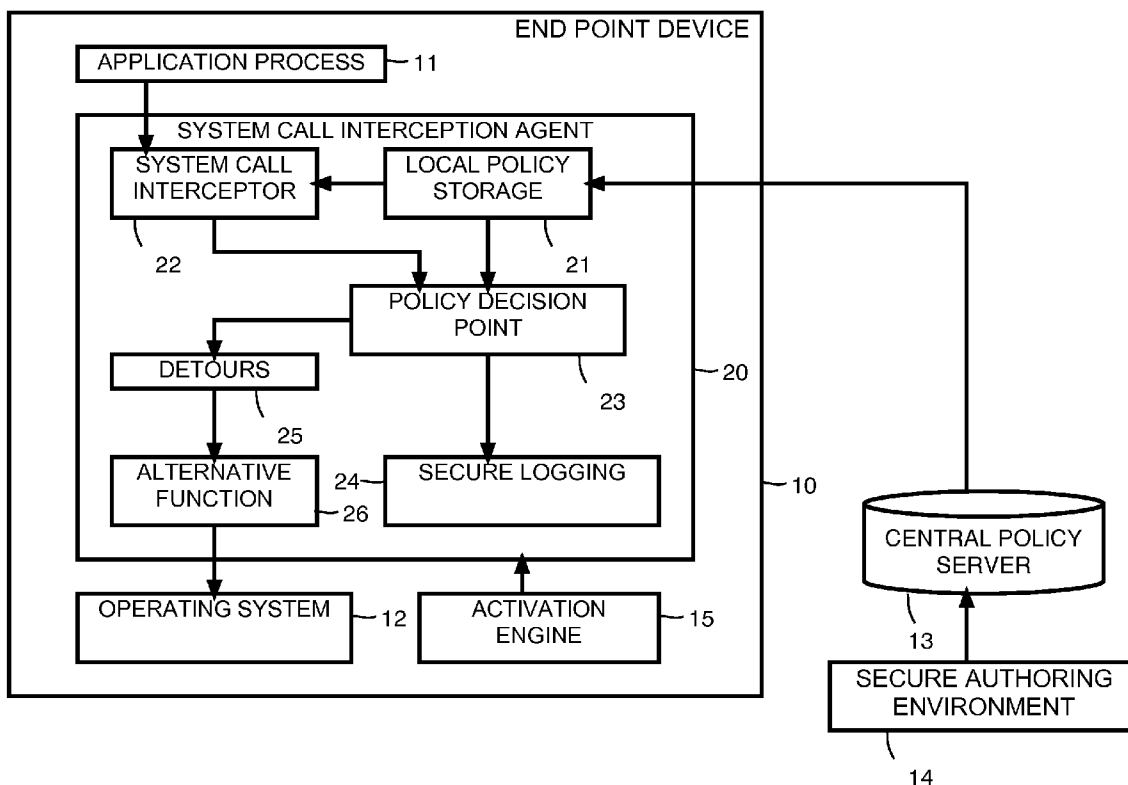 END POINT DEVICE
APPLICATION PROCESS
11
SYSTEM CALL INTERCEPTION AGENT
SYSTEM CALL
INTERCEPTOR
LOCAL POLICY
STORAGE
22
21
POLICY DECISION
POINT
DETOURS
20
23
25
ALTERNATIVE
FUNCTION
26
24
SECURE LOGGING
10
CENTRAL POLICY
SERVER
OPERATING SYSTEM
12
ACTIVATION
ENGINE
15
13
SECURE AUTHORING
ENVIRONMENT
14